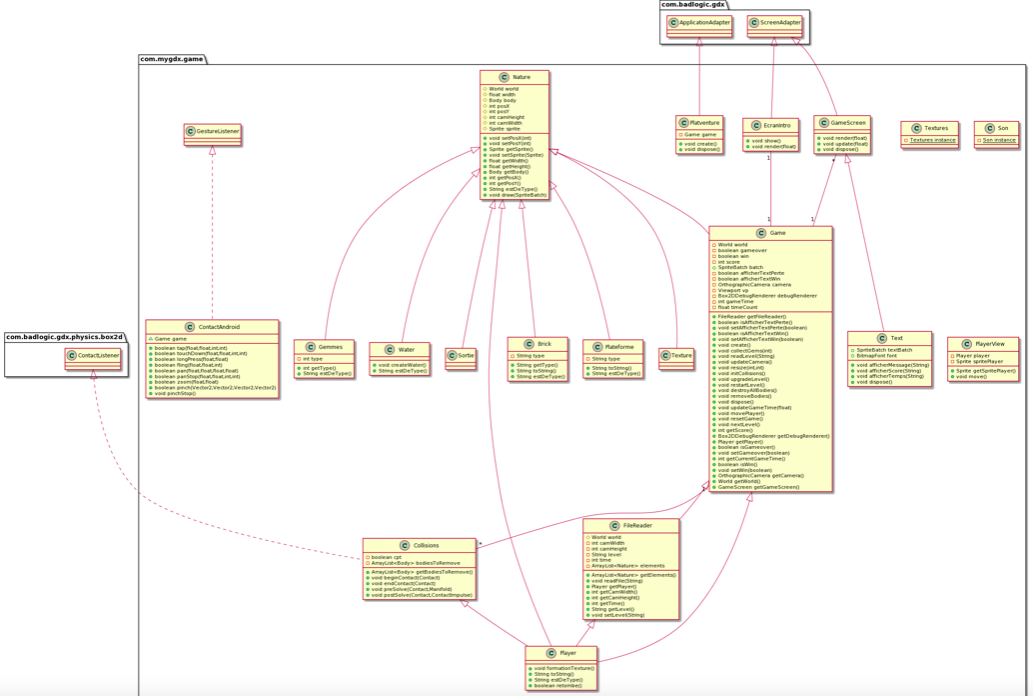 com.badlogic.gdx
ApplicationAdapter
ScreenAdapter
com.mygdx.game
Nature
World world
float width
Body body
int posX
int posY
int camHeight
int camWidth
Sprite sprite
void setPosX(int)
void setPosY(int)
Sprite getSprite()
void setSprite(Sprite)
float getWidth()
float getHeight()
Body getBody()
int getPosX()
int getPosY()
String estDeType()
void draw(SpriteBatch)
GestureListener
Platventure
Game game
void create()
void dispose()
EcranIntro
void show()
void render(float)
GameScreen
void render(float)
void update(float)
void dispose()
Textures
Textures instance
Son
Son instance
1
*
1
1
Game
World world
boolean gameover
boolean win
int score
SpriteBatch batch
boolean afficherTextPerte
boolean afficherTextWin
OrthographicCamera camera
Viewport vp
Box2DDebugRenderer debugRenderer
int gameTime
float timeCount
FileReader getFileReader()
boolean isAfficherTextPerte()
void setAfficherTextPerte(boolean)
boolean isAfficherTextWin()
void setAfficherTextWin(boolean)
void create()
void collectGems(int)
void readLevel(String)
void updateCamera()
void resize(int,int)
void initCollisions()
void upgradeLevel()
void restartLevel()
void destroyAllBodies()
void removeBodies()
void dispose()
void updateGameTime(float)
void movePlayer()
void resetGame()
void nextLevel()
int getScore()
Box2DDebugRenderer getDebugRenderer()
Player getPlayer()
boolean isGameover()
void setGameover(boolean)
int getCurrentGameTime()
boolean isWin()
void setWin(boolean)
OrthographicCamera getCamera()
World getWorld()
GameScreen getGameScreen()
com.badlogic.gdx.physics.box2d
ContactListener
ContactAndroid
Game game
boolean tap(float,float,int,int)
boolean touchDown(float,float,int,int)
boolean longPress(float,float)
boolean fling(float,float,int)
boolean pan(float,float,float,float)
boolean panStop(float,float,int,int)
boolean zoom(float,float)
boolean pinch(Vector2,Vector2,Vector2,Vector2)
void pinchStop()
Gemmes
int type
int getType()
String estDeType()
Water
void createWater()
String estDeType()
Sortie
Brick
String type
String getType()
String toString()
String estDeType()
Plateforme
String type
String toString()
String estDeType()
Texture
Text
SpriteBatch textBatch
BitmapFont font
void afficherMessage(String)
void afficherScore(String)
void afficherTemps(String)
void dispose()
PlayerView
Player player
Sprite spritePlayer
Sprite getSpritePlayer()
void move()
*
Collisions
boolean cpt
ArrayList<Body> bodiesToRemove
ArrayList<Body> getBodiesToRemove()
void beginContact(Contact)
void endContact(Contact)
void preSolve(Contact,Manifold)
void postSolve(Contact,ContactImpulse)
FileReader
World world
int camWidth
int camHeight
String level
int time
ArrayList<Nature> elements
ArrayList<Nature> getElements()
void readFile(String)
Player getPlayer()
int getCamWidth()
int getCamHeight()
int getTime()
String getLevel()
void setLevel(String)
Player
void formationTexture()
String toString()
String estDeType()
boolean retombe()